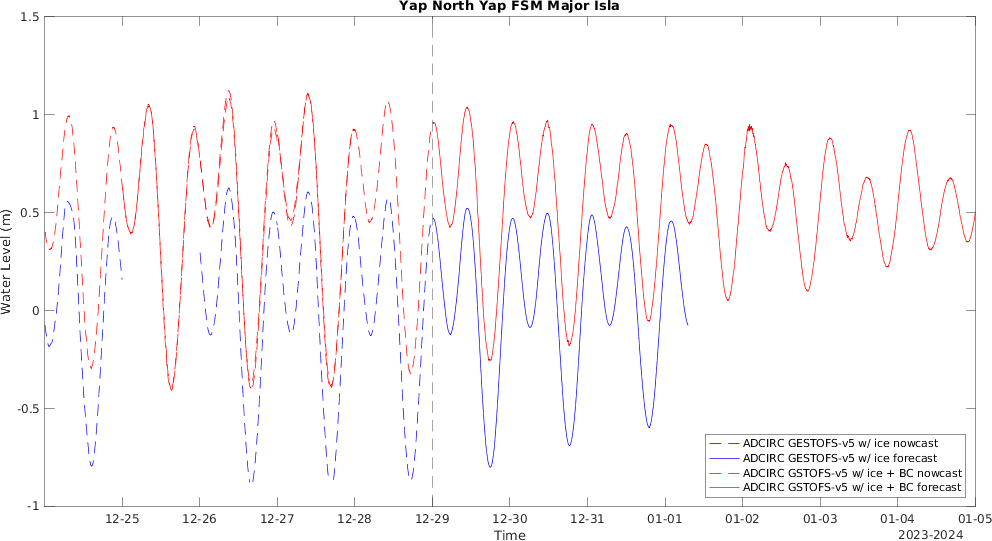 Yap North Yap FSM Major Isla
1.5
1
0.5
0
-0.5
-1
Water Level (m)
12-25
12-26
12-27
12-28
12-29
12-30
12-31
01-01
01-02
01-03
01-04
01-05
Time
2023-2024
ADCIRC GESTOFS-v5 w/ ice nowcast
ADCIRC GESTOFS-v5 w/ ice forecast
ADCIRC GSTOFS-v5 w/ ice + BC nowcast
ADCIRC GSTOFS-v5 w/ ice + BC forecast